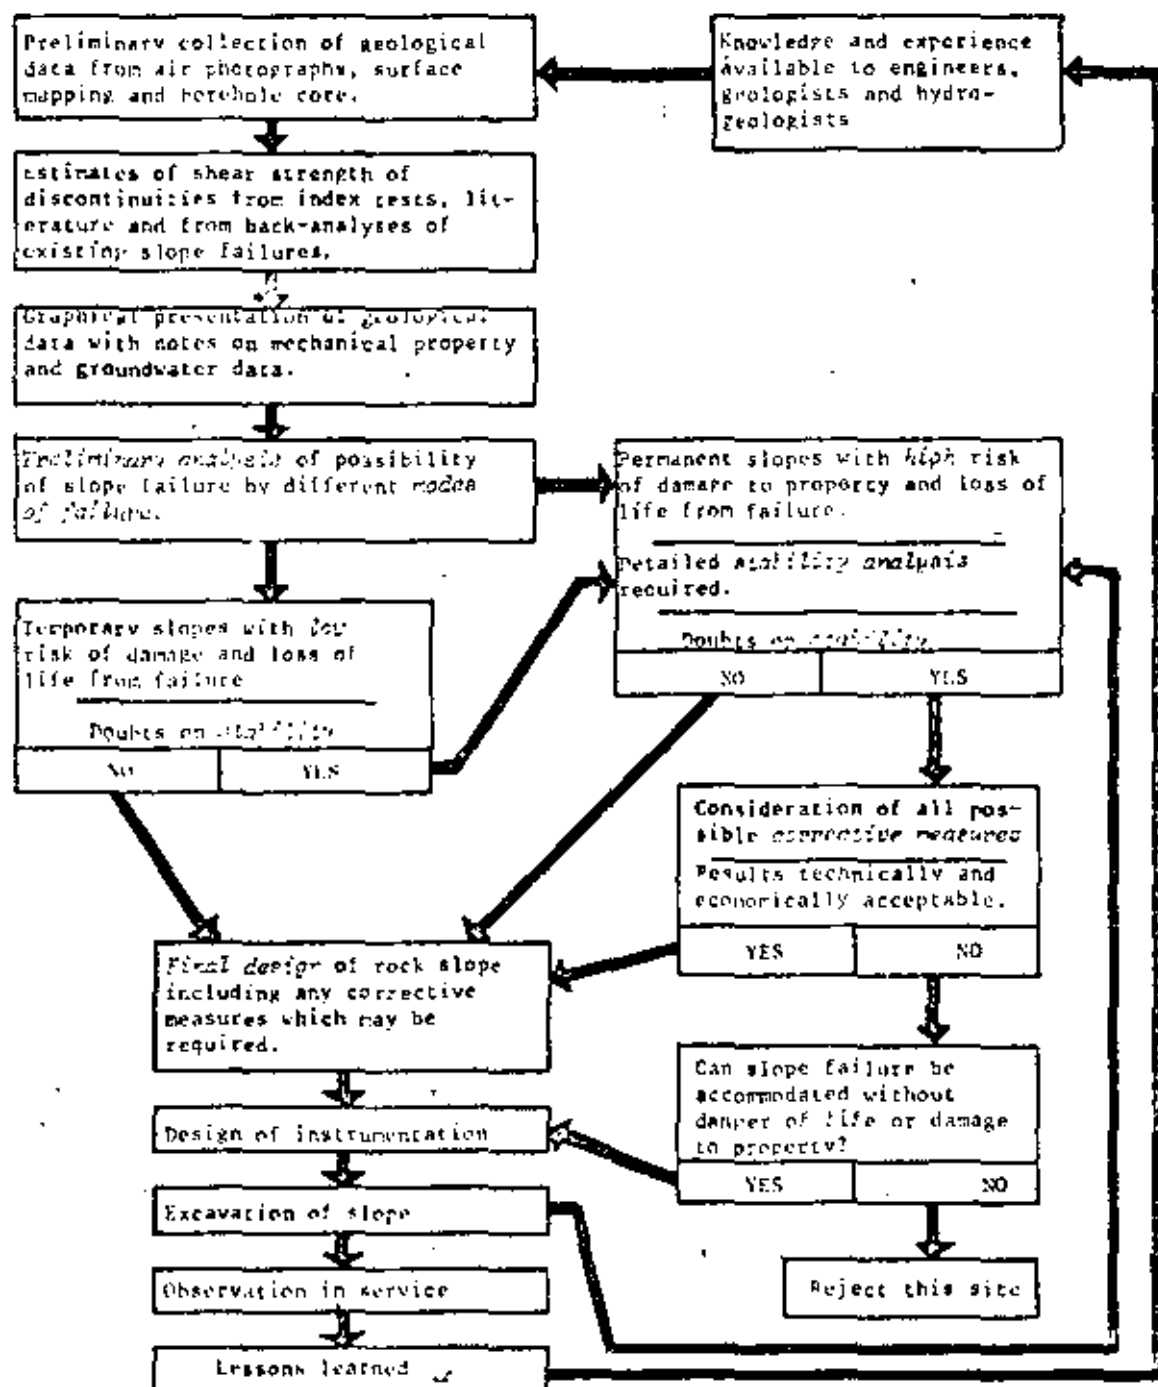 Preliminary collection of geological
data from air photographs, surface
mapping and borehole core.
Knowledge and experience
available to engineers,
geologists and hydro-
geologists
Estimates of shear strength of
discontinuities from index tests, lit-
erature and from back-analyses of
existing slope failures.
Graphical presentation of geological
data with notes on mechanical property
and groundwater data.
Preliminary analysis of possibility
of slope failure by different modes
of failure.
Permanent slopes with high risk
of damage to property and loss of
life from failure.
Detailed stability analysis
required.
Doubts on stability
NO YES
Temporary slopes with low
risk of damage and loss of
life from failure
Doubts on stability
NO YES
Consideration of all pos-
sible corrective measures
Results technically and
economically acceptable.
YES NO
Final design of rock slope
including any corrective
measures which may be
required.
Can slope failure be
accommodated without
danger of life or damage
to property?
YES NO
Design of instrumentation
Excavation of slope
Observation in service
Reject this site
Lessons learned